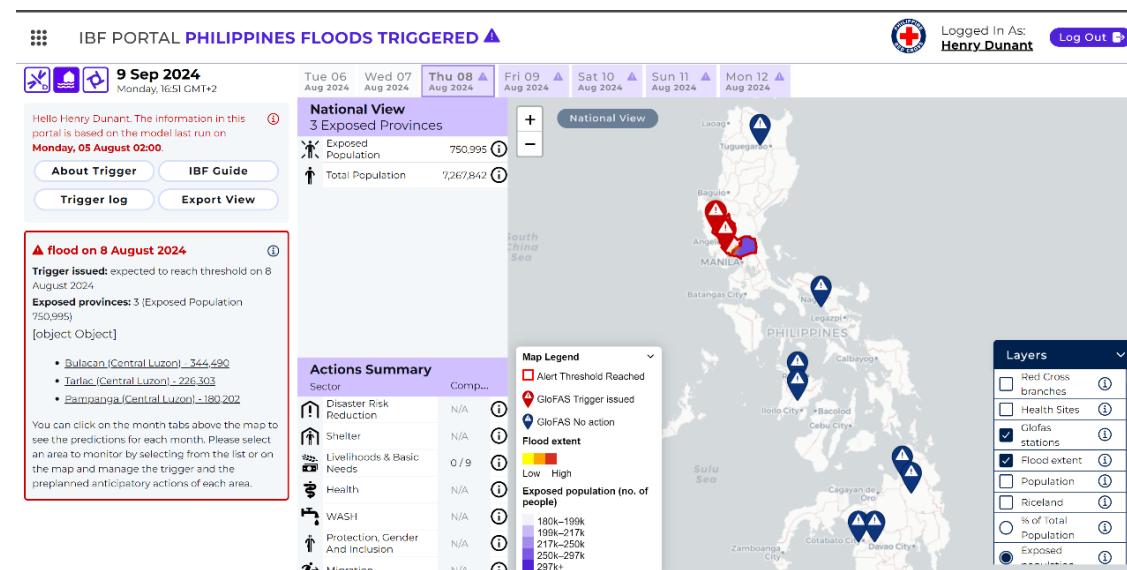 IBF PORTAL PHILIPPINES FLOODS TRIGGERED
Logged In As:
Henry Dunant
Log Out
9 Sep 2024
Monday, 16:51 GMT+2
Hello Henry Dunant. The information in this
portal is based on the model last run on
Monday, 05 August 02:00.
About Trigger
IBF Guide
Trigger log
Export View
flood on 8 August 2024
Trigger issued: expected to reach threshold on 8
August 2024
Exposed provinces: 3 (Exposed Population
750,995)
[object Object]
• Bulacan (Central Luzon) - 344,490
• Tarlac (Central Luzon) - 226,303
• Pampanga (Central Luzon) - 180,202
You can click on the month tabs above the map to
see the predictions for each month. Please select
an area to monitor by selecting from the list or on
the map and manage the trigger and the
preplanned anticipatory actions of each area.
Tue 06
Aug 2024
Wed 07
Aug 2024
Thu 08
Aug 2024
Fri 09
Aug 2024
Sat 10
Aug 2024
Sun 11
Aug 2024
Mon 12
Aug 2024
National View
3 Exposed Provinces
Exposed
Population
750,995
Total Population
7,267,842
Actions Summary
Sector
Comp...
Disaster Risk
Reduction
N/A
Shelter
N/A
Livelihoods & Basic
Needs
0 / 9
Health
N/A
WASH
N/A
Protection, Gender
And Inclusion
N/A
Migration
N/A
+
−
National View
Laoag
Tuguegarao
Baguio
South
China
Sea
MANILA
Batangas City
Legazpi
PHILIPPINES
Calbayog
Iloilo City
Bacolod
Cebu City
Sulu
Sea
Cagayan de
Oro
Zamboanga
City
Davao City
Map Legend
Alert Threshold Reached
GloFAS Trigger issued
GloFAS No action
Flood extent
Low High
Exposed population (no. of
people)
180k–199k
199k–217k
217k–250k
250k–297k
297k+
Layers
Red Cross
branches
Health Sites
Glofas
stations
Flood extent
Population
Riceland
% of Total
Population
Exposed
population